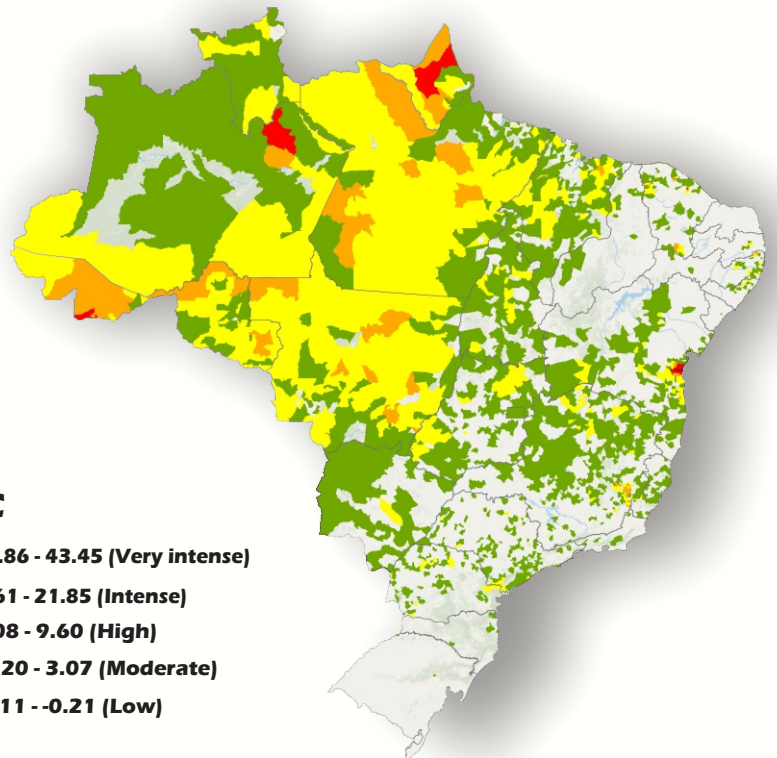 .86 - 43.45 (Very intense)
61 - 21.85 (Intense)
08 - 9.60 (High)
20 - 3.07 (Moderate)
11 - -0.21 (Low)